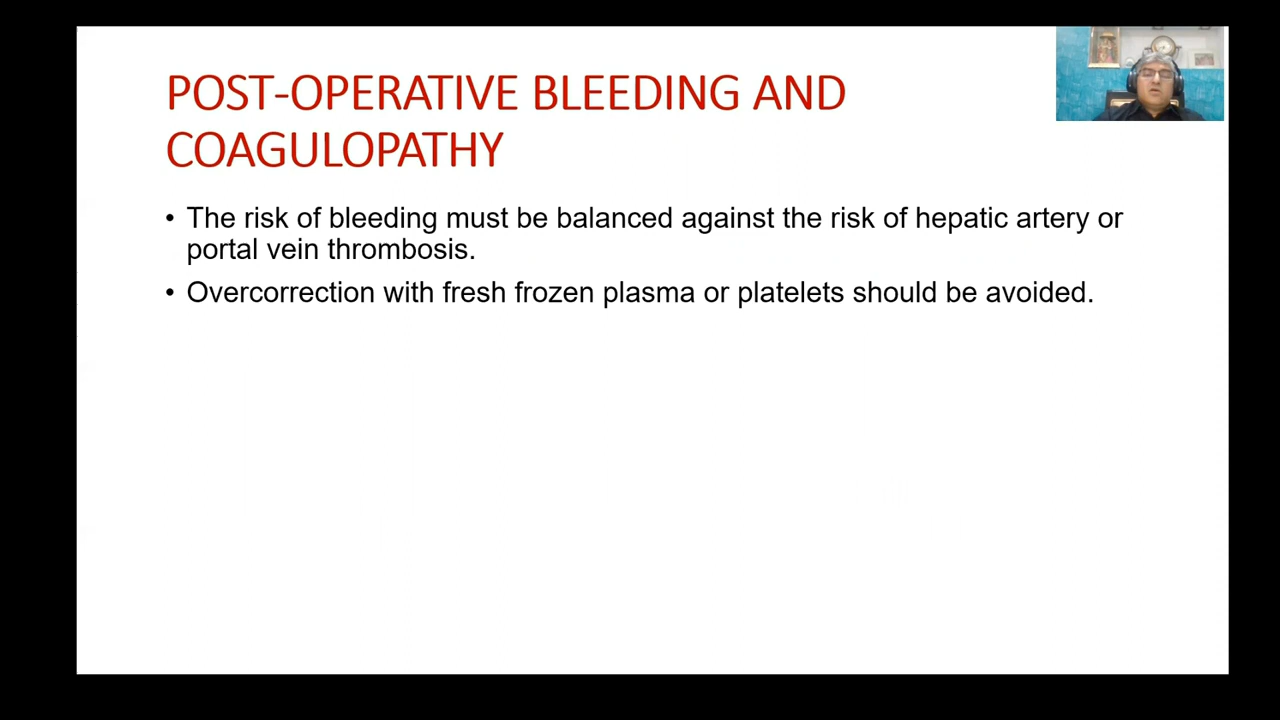 POST-OPERATIVE BLEEDING AND
COAGULOPATHY
• The risk of bleeding must be balanced against the risk of hepatic artery or
portal vein thrombosis.
• Overcorrection with fresh frozen plasma or platelets should be avoided.